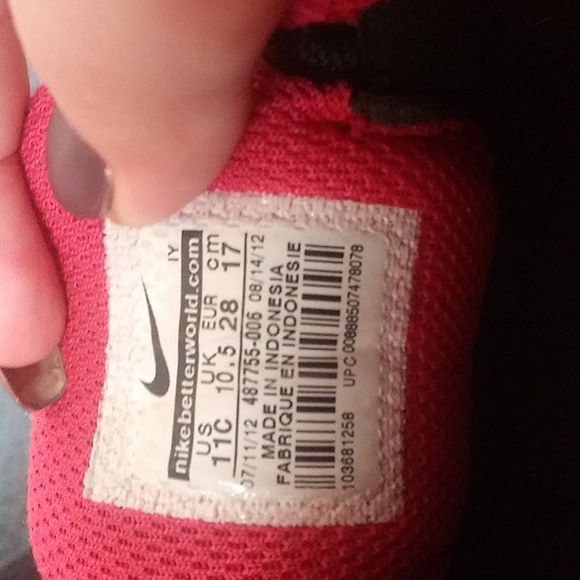 IY
nikebetterworld.com
US UK EUR cm
11C 10.5 28 17
07/11/12 487755-006 08/14/12
MADE IN INDONESIA
FABRIQUE EN INDONESIE
103681258 UPC 00888507478078